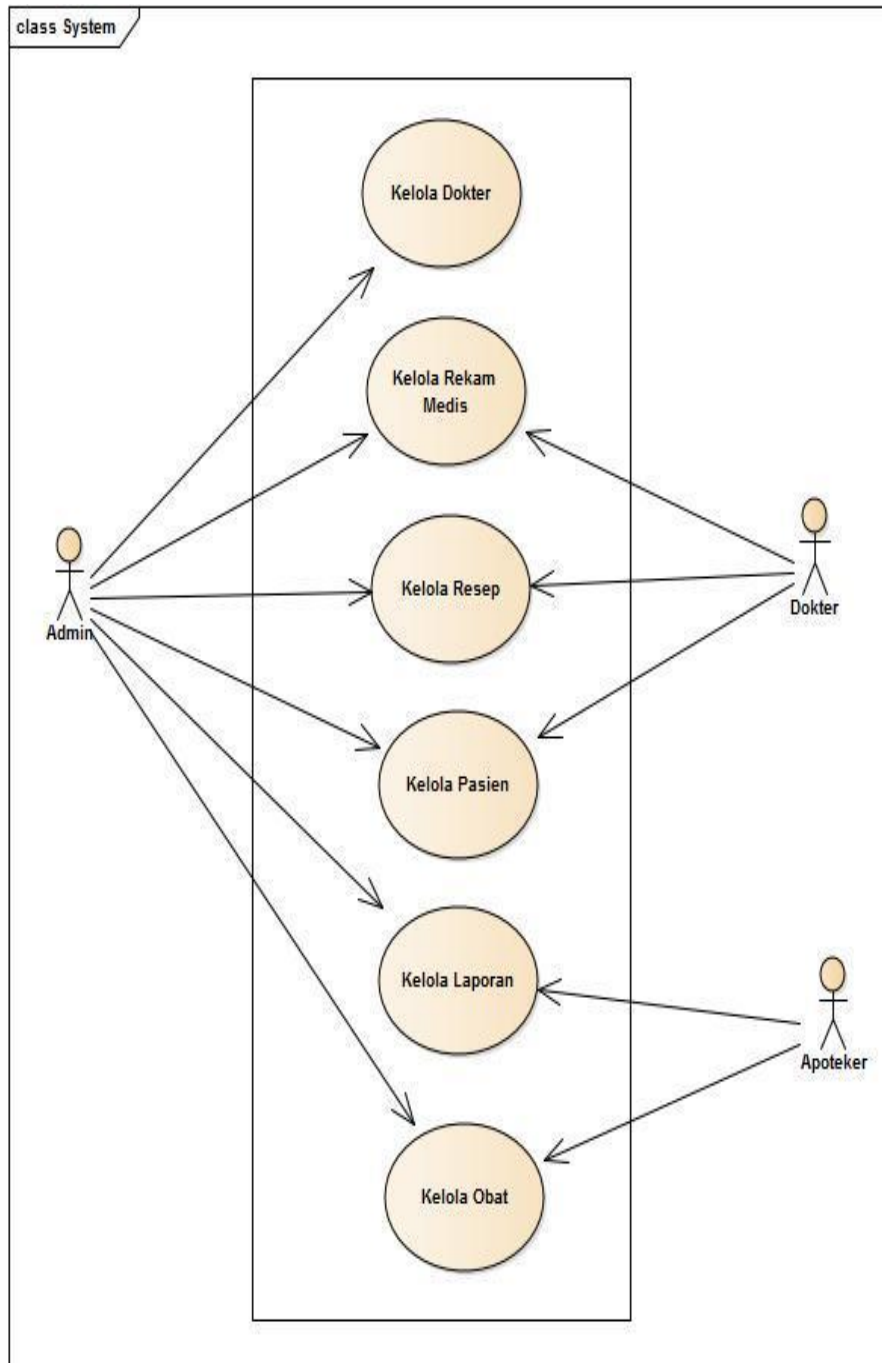 class System
Kelola Dokter
Kelola Rekam
Medis
Kelola Resep
Admin
Dokter
Kelola Pasien
Kelola Laporan
Apoteker
Kelola Obat